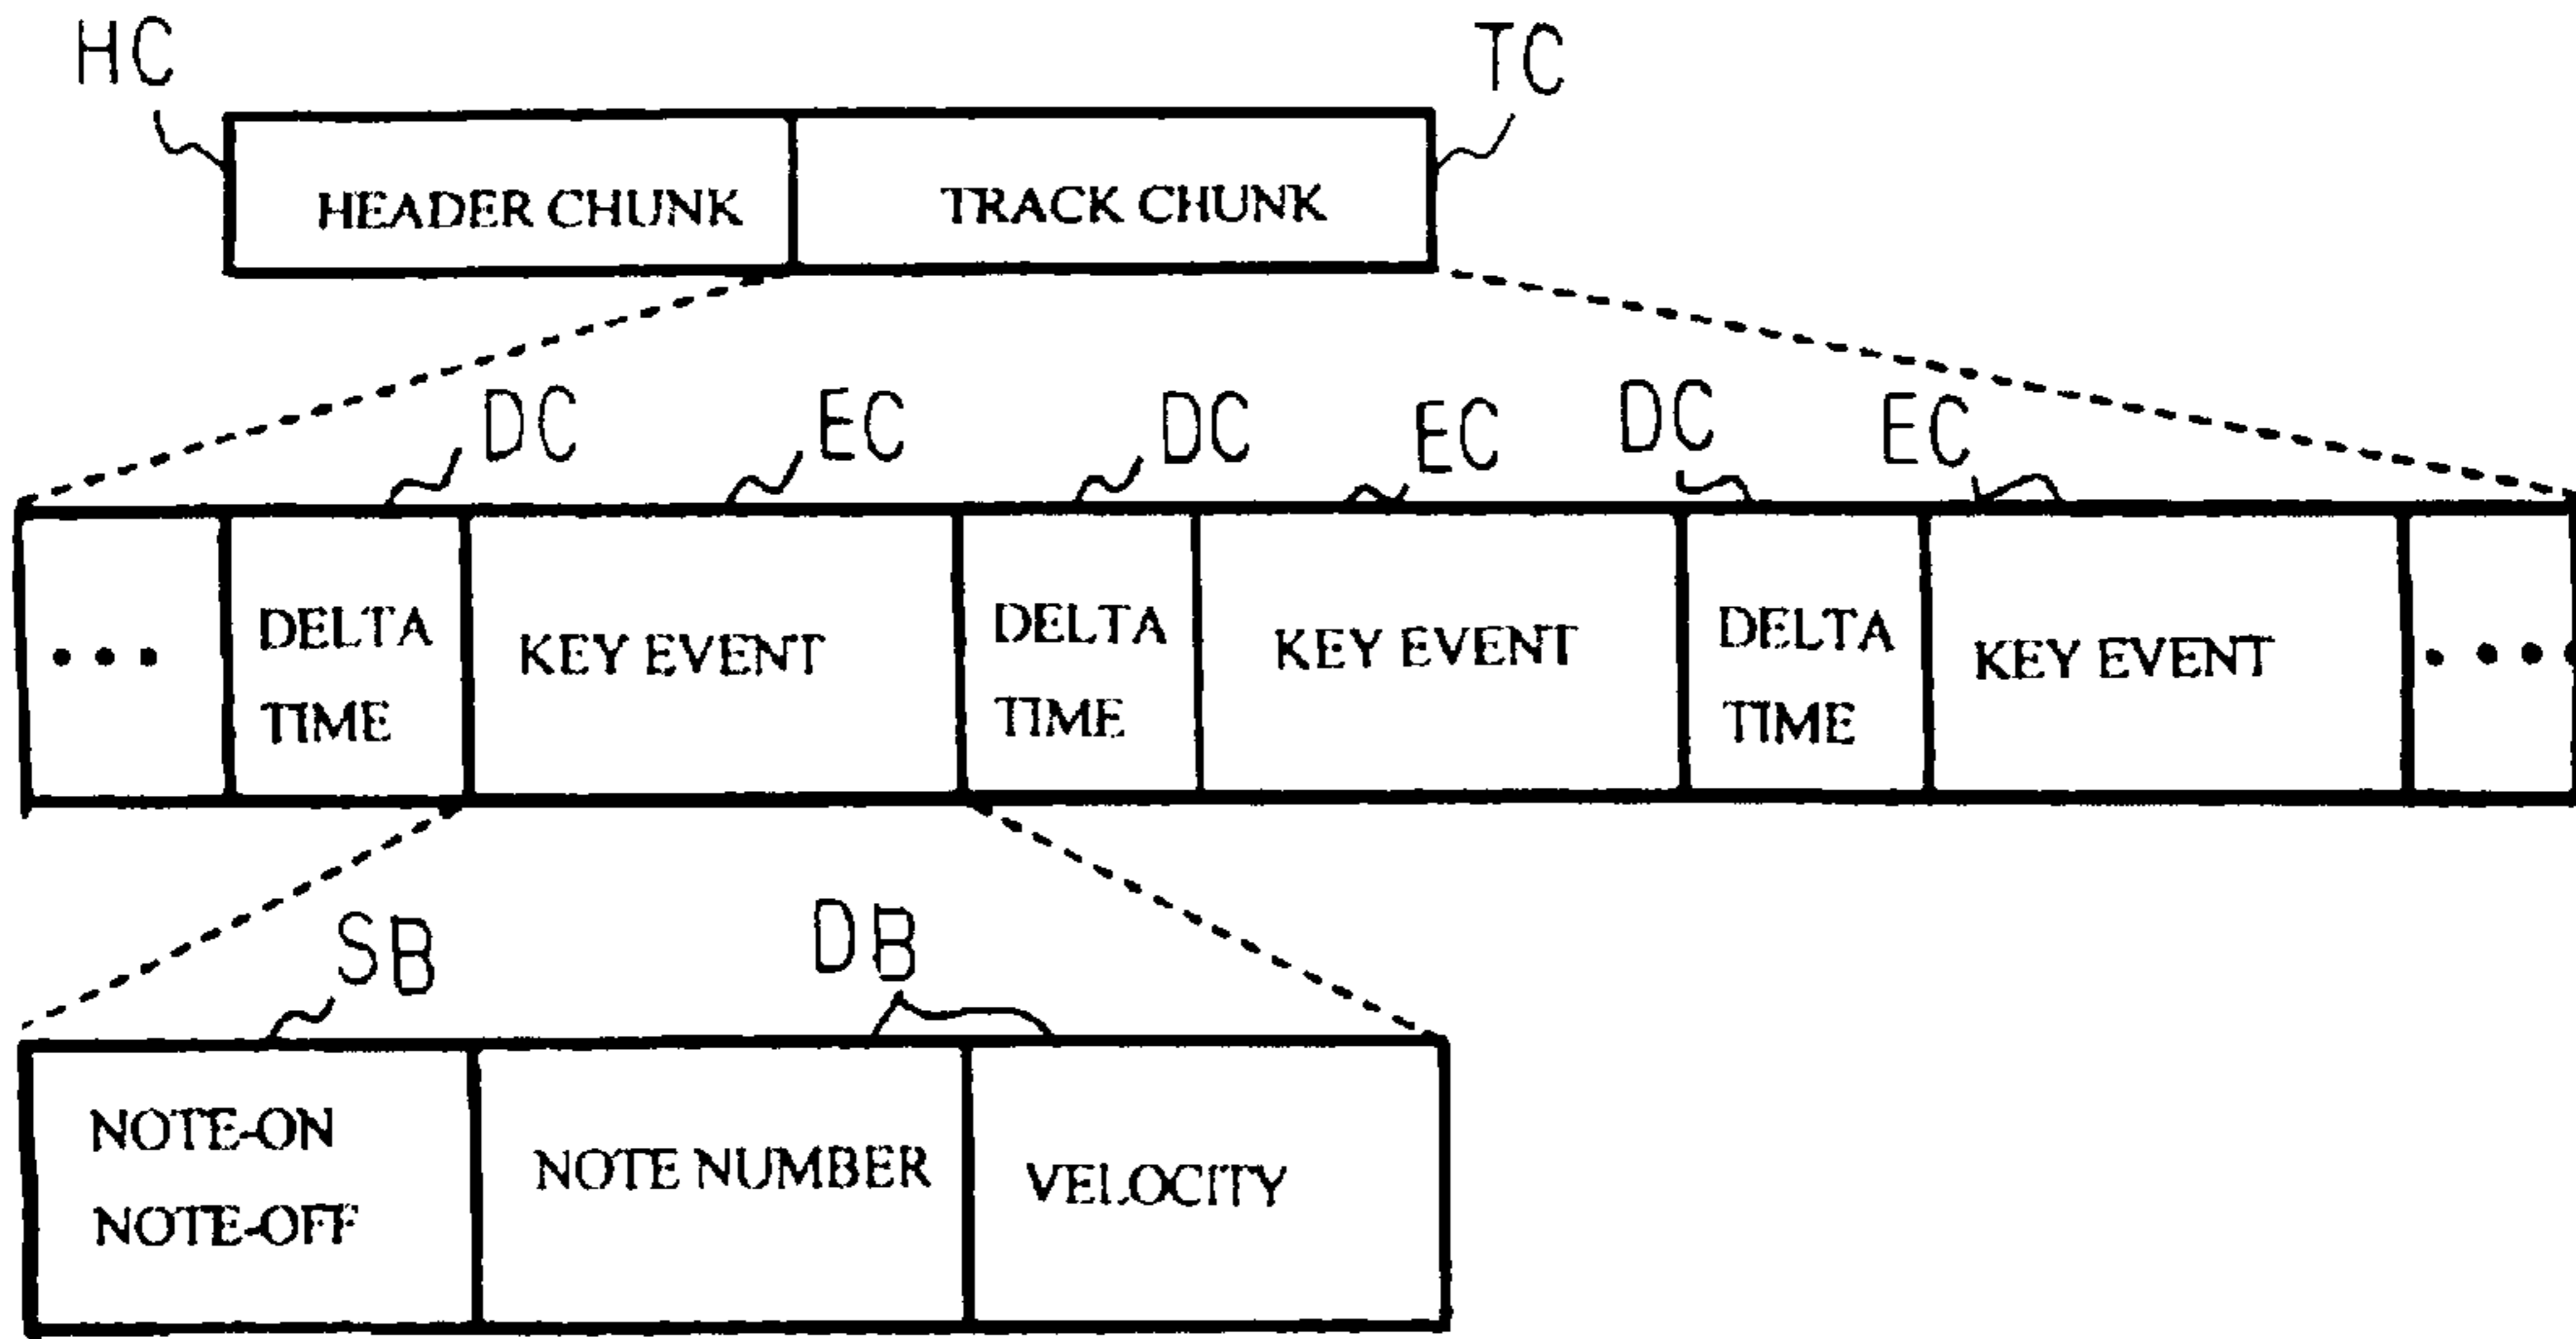 HC
TC
HEADER CHUNK
TRACK CHUNK
DC
EC
DC
EC
DC
EC
DELTA
TIME
KEY EVENT
DELTA
TIME
KEY EVENT
DELTA
TIME
KEY EVENT
SB
DB
NOTE-ON
NOTE-OFF
NOTE NUMBER
VELOCITY